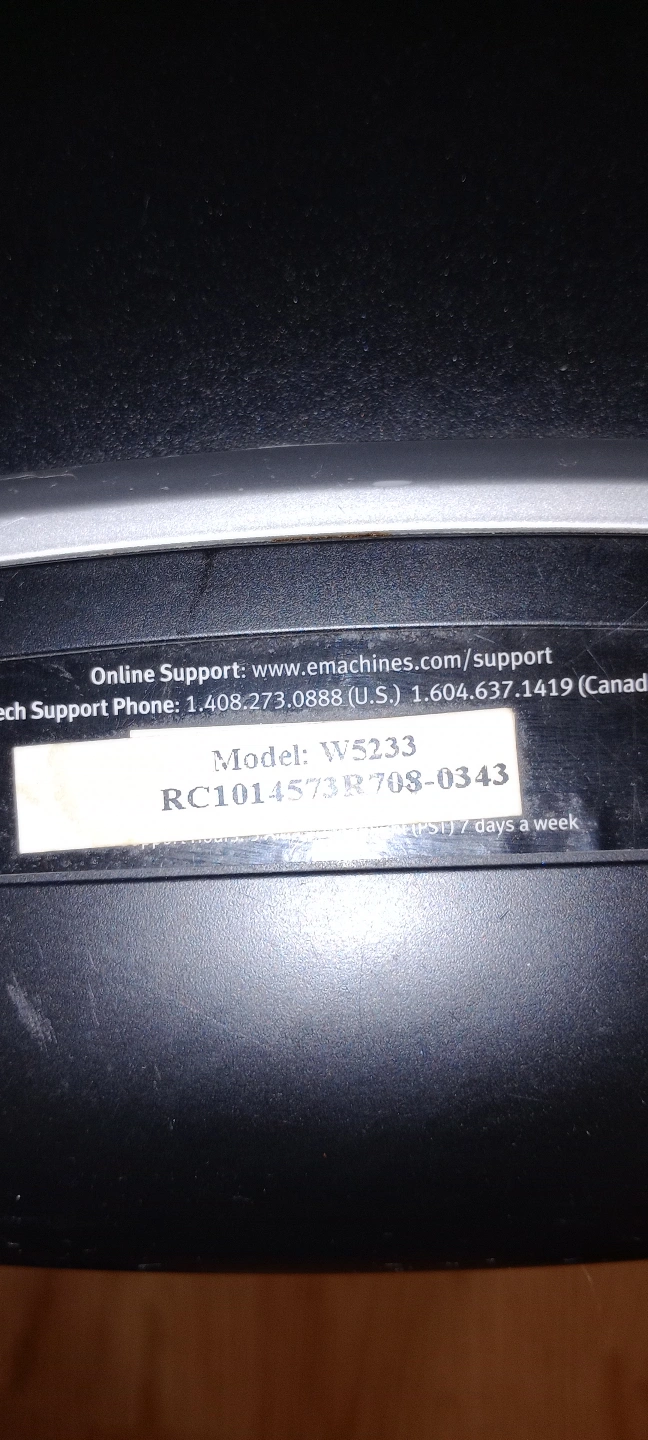 Online Support: www.emachines.com/support
ech Support Phone: 1.408.273.0888 (U.S.) 1.604.637.1419 (Canad
Model: W5233
RC1014573R708-0343
(PST) 7 days a week